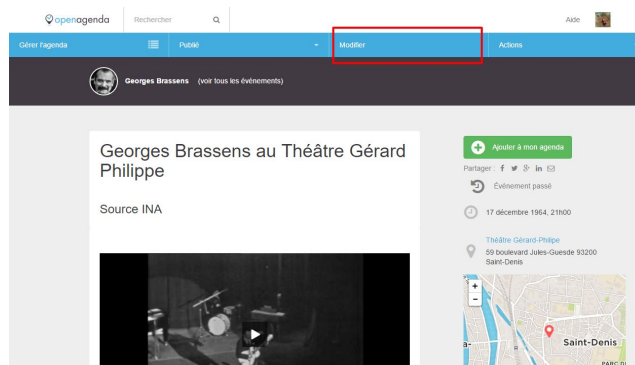 openagenda
Rechercher
Aide
Gérer l'agenda
Publié
Modifier
Actions
Georges Brassens (voir tous les évènements)
Georges Brassens au Théâtre Gérard
Philippe
Source INA
Ajouter à mon agenda
Partager :
Événement passé
17 décembre 1964, 21h00
Théâtre Gérard-Philipe
59 boulevard Jules-Guesde 93200
Saint-Denis
+
-
Saint-Denis
PARC D